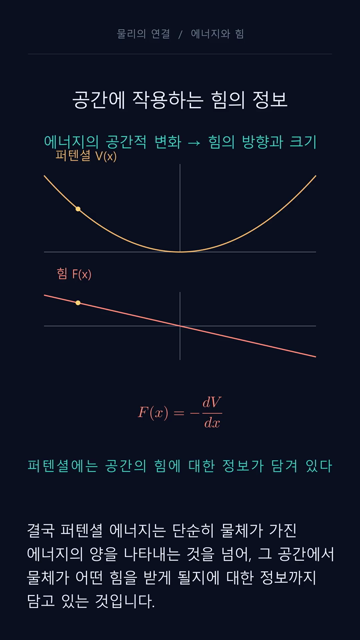 물리의 연결 / 에너지와 힘
공간에 작용하는 힘의 정보
에너지의 공간적 변화 → 힘의 방향과 크기
퍼텐셜 V(x)
힘 F(x)
F(x) = -dV/dx
퍼텐셜에는 공간의 힘에 대한 정보가 담겨 있다
결국 퍼텐셜 에너지는 단순히 물체가 가진
에너지의 양을 나타내는 것을 넘어, 그 공간에서
물체가 어떤 힘을 받게 될지에 대한 정보까지
담고 있는 것입니다.